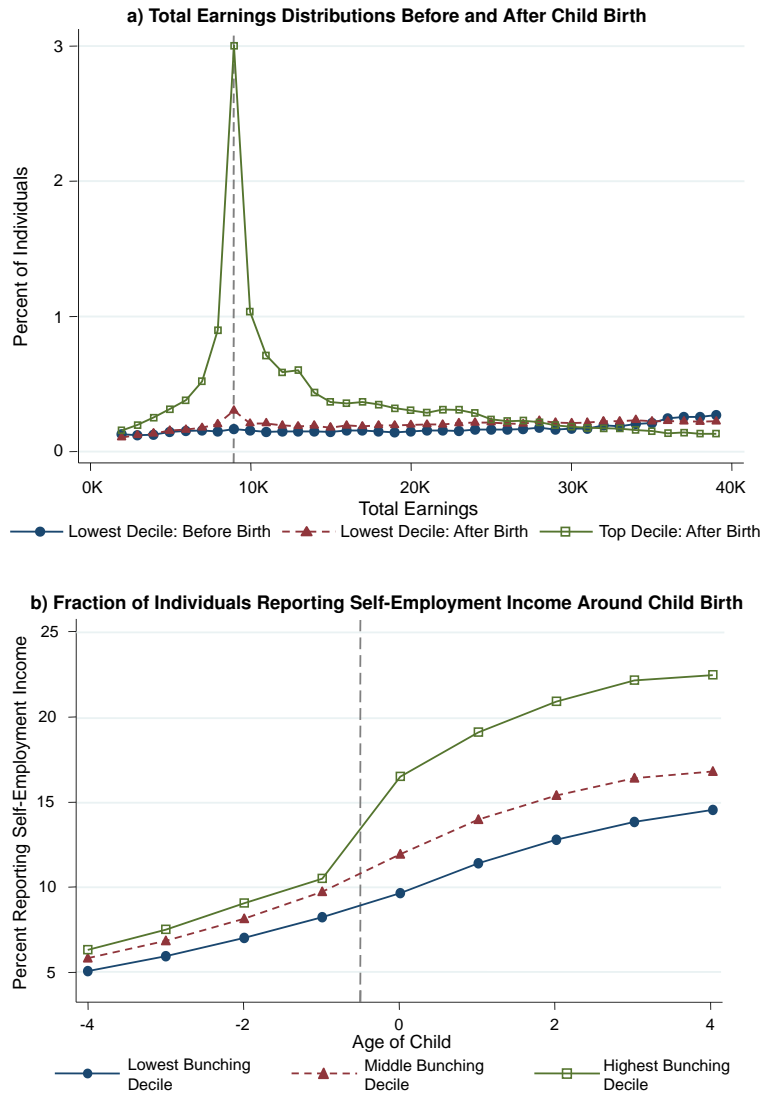 a) Total Earnings Distributions Before and After Child Birth
Percent of Individuals
3
2
1
0
0K 10K 20K 30K 40K
Total Earnings
Lowest Decile: Before Birth Lowest Decile: After Birth Top Decile: After Birth
b) Fraction of Individuals Reporting Self-Employment Income Around Child Birth
Percent Reporting Self-Employment Income
25
20
15
10
5
-4 -2 0 2 4
Age of Child
Lowest Bunching Decile
Middle Bunching Decile
Highest Bunching Decile